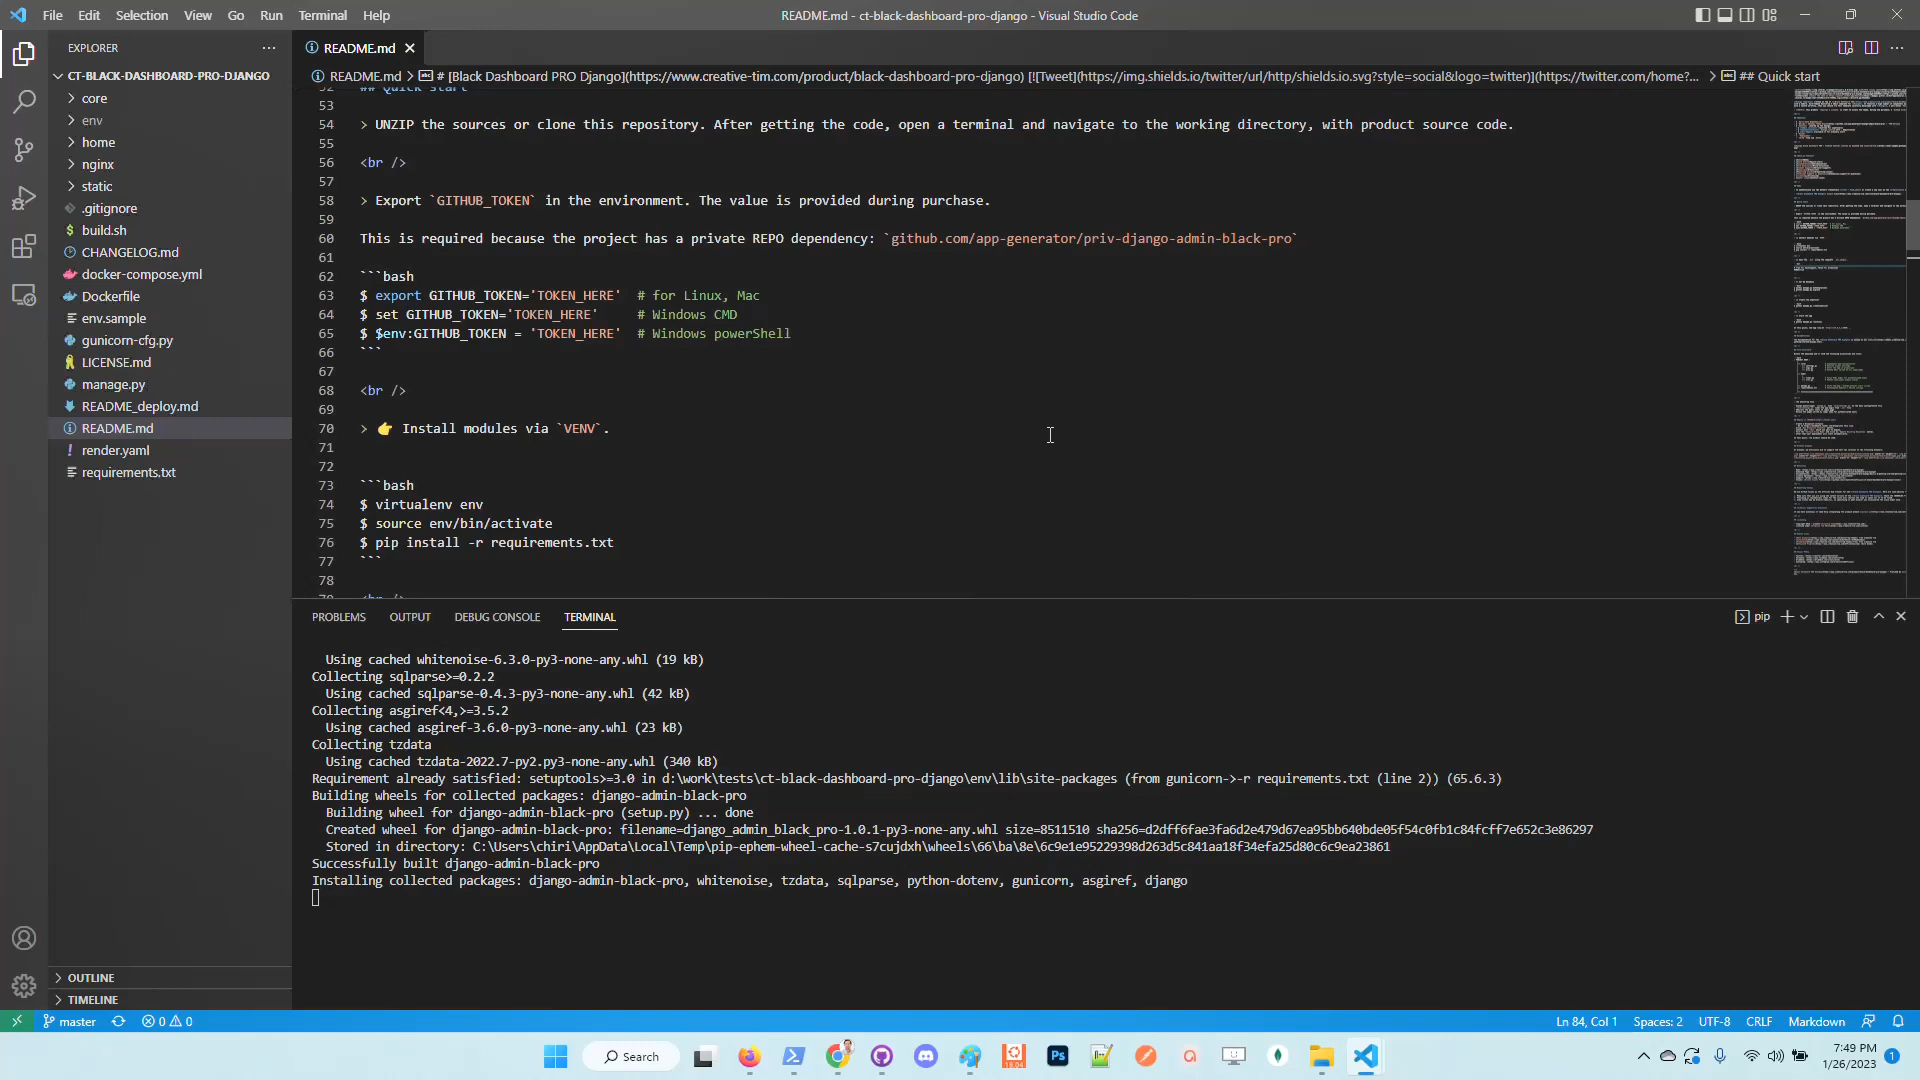 File Edit Selection View Go Run Terminal Help
README.md - ct-black-dashboard-pro-django - Visual Studio Code
EXPLORER
CT-BLACK-DASHBOARD-PRO-DJANGO
core
env
home
nginx
static
.gitignore
build.sh
CHANGELOG.md
docker-compose.yml
Dockerfile
env.sample
gunicorn-cfg.py
LICENSE.md
manage.py
README_deploy.md
README.md
render.yaml
requirements.txt
OUTLINE
TIMELINE
README.md
README.md > # [Black Dashboard PRO Django](https://www.creative-tim.com/product/black-dashboard-pro-django) [![Tweet](https://img.shields.io/twitter/url/http/shields.io.svg?style=social&logo=twitter)](https://twitter.com/home?... > ## Quick start
52 ## Quick start
53
54 > UNZIP the sources or clone this repository. After getting the code, open a terminal and navigate to the working directory, with product source code.
55
56 <br />
57
58 > Export `GITHUB_TOKEN` in the environment. The value is provided during purchase.
59
60 This is required because the project has a private REPO dependency: `github.com/app-generator/priv-django-admin-black-pro`
61
62 ```bash
63 $ export GITHUB_TOKEN='TOKEN_HERE'  # for Linux, Mac
64 $ set GITHUB_TOKEN='TOKEN_HERE'     # Windows CMD
65 $ $env:GITHUB_TOKEN = 'TOKEN_HERE'  # Windows powerShell
66 ```
67
68 <br />
69
70 > 👉 Install modules via `VENV`.
71
72
73 ```bash
74 $ virtualenv env
75 $ source env/bin/activate
76 $ pip install -r requirements.txt
77 ```
78
79 <br />
PROBLEMS OUTPUT DEBUG CONSOLE TERMINAL
pip
Using cached whitenoise-6.3.0-py3-none-any.whl (19 kB)
Collecting sqlparse>=0.2.2
Using cached sqlparse-0.4.3-py3-none-any.whl (42 kB)
Collecting asgiref<4,>=3.5.2
Using cached asgiref-3.6.0-py3-none-any.whl (23 kB)
Collecting tzdata
Using cached tzdata-2022.7-py2.py3-none-any.whl (340 kB)
Requirement already satisfied: setuptools>=3.0 in d:\work\tests\ct-black-dashboard-pro-django\env\lib\site-packages (from gunicorn->-r requirements.txt (line 2)) (65.6.3)
Building wheels for collected packages: django-admin-black-pro
Building wheel for django-admin-black-pro (setup.py) ... done
Created wheel for django-admin-black-pro: filename=django_admin_black_pro-1.0.1-py3-none-any.whl size=8511510 sha256=d2dff6fae3fa6d2e479d67ea95bb640bde05f54c0fb1c84fcff7e652c3e86297
Stored in directory: C:\Users\chiri\AppData\Local\Temp\pip-ephem-wheel-cache-s7cujdxh\wheels\66\ba\8e\6c9e1e95229398d263d5c841aa18f34efa25d80c6c9ea23861
Successfully built django-admin-black-pro
Installing collected packages: django-admin-black-pro, whitenoise, tzdata, sqlparse, python-dotenv, gunicorn, asgiref, django
master 0 0
Ln 84, Col 1 Spaces: 2 UTF-8 CRLF Markdown
Search
Ps
18.04
7:49 PM
1/26/2023
1